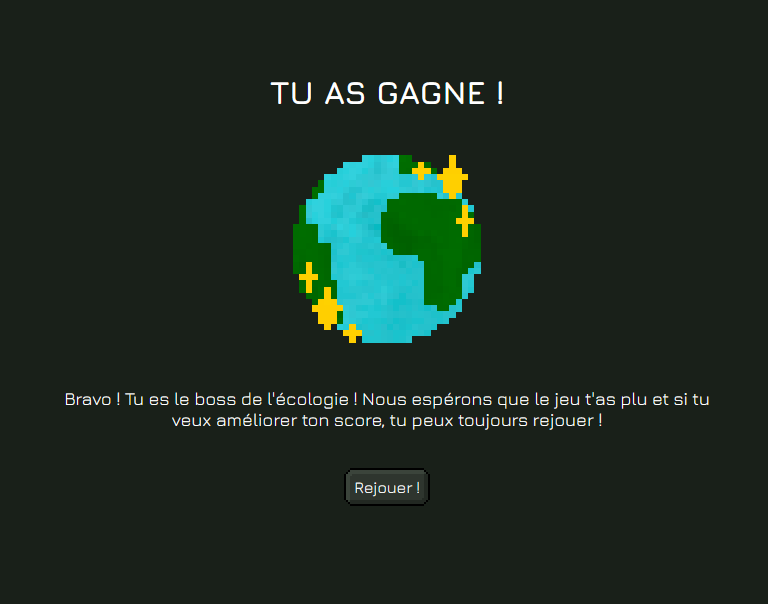 TU AS GAGNE !
Bravo ! Tu es le boss de l'écologie ! Nous espérons que le jeu t'as plu et si tu
veux améliorer ton score, tu peux toujours rejouer !
Rejouer !